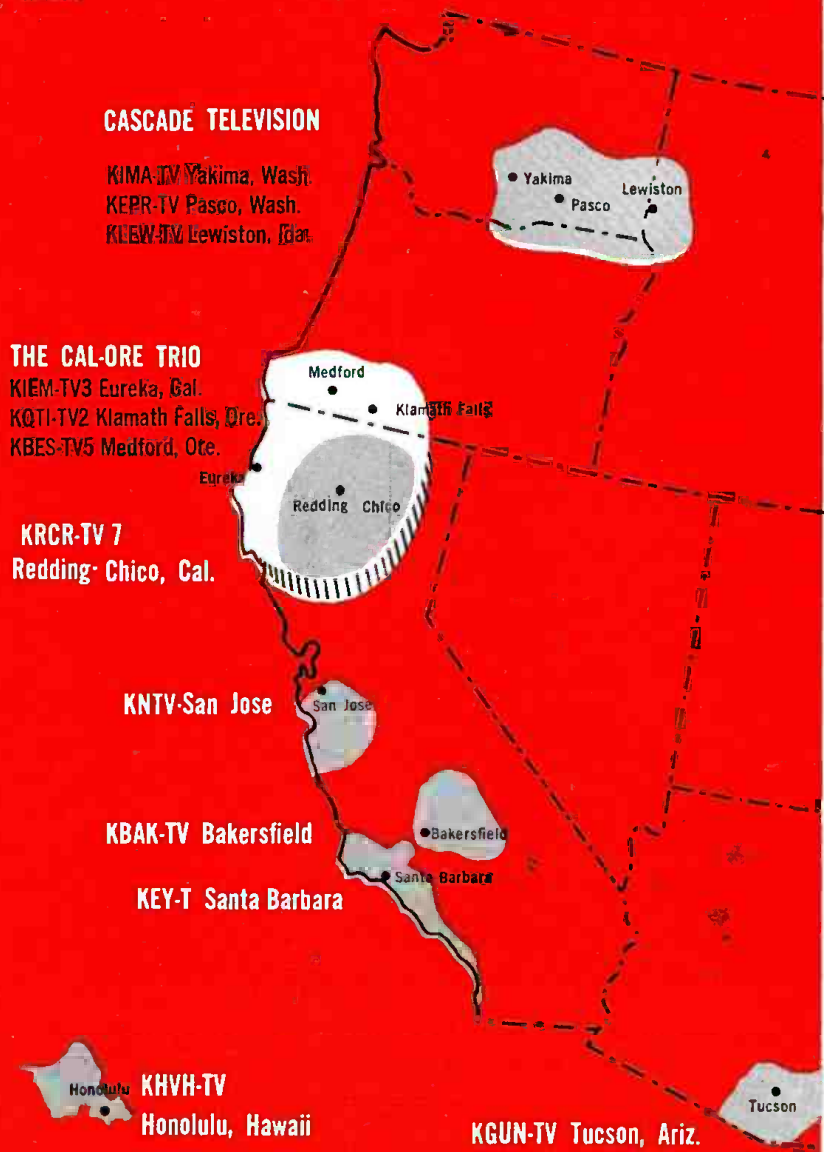 CASCADE TELEVISION
KIMA-TV Yakima, Wash.
KEPR-TV Pasco, Wash.
KLEW-TV Lewiston, Ida.
Yakima
Pasco
Lewiston
THE CAL-ORE TRIO
KIEM-TV3 Eureka, Cal.
KOTI-TV2 Klamath Falls, Ore.
KBES-TV5 Medford, Ore.
Medford
Klamath Falls
Eureka
Redding Chico
KRCR-TV 7
Redding- Chico, Cal.
KNTV-San Jose
San Jose
KBAK-TV Bakersfield
Bakersfield
KEY-T Santa Barbara
Santa Barbara
Honolulu
KHVH-TV
Honolulu, Hawaii
Tucson
KGUN-TV Tucson, Ariz.